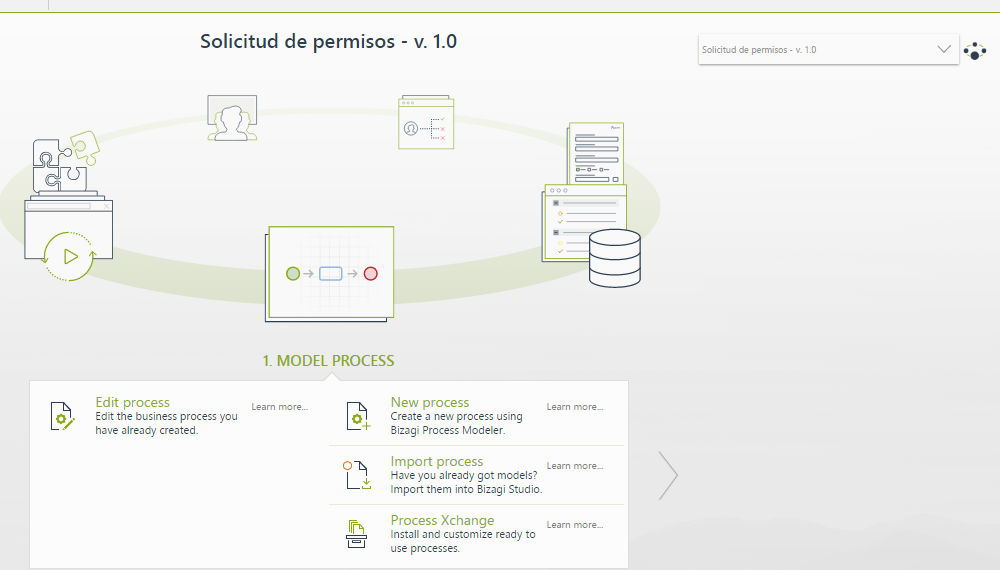 Solicitud de permisos - v. 1.0
Solicitud de permisos - v. 1.0
1. MODEL PROCESS
Edit process
Learn more...
Edit the business process you
have already created.
New process
Learn more...
Create a new process using
Bizagi Process Modeler.
Import process
Learn more...
Have you already got models?
Import them into Bizagi Studio.
Process Xchange
Learn more...
Install and customize ready to
use processes.